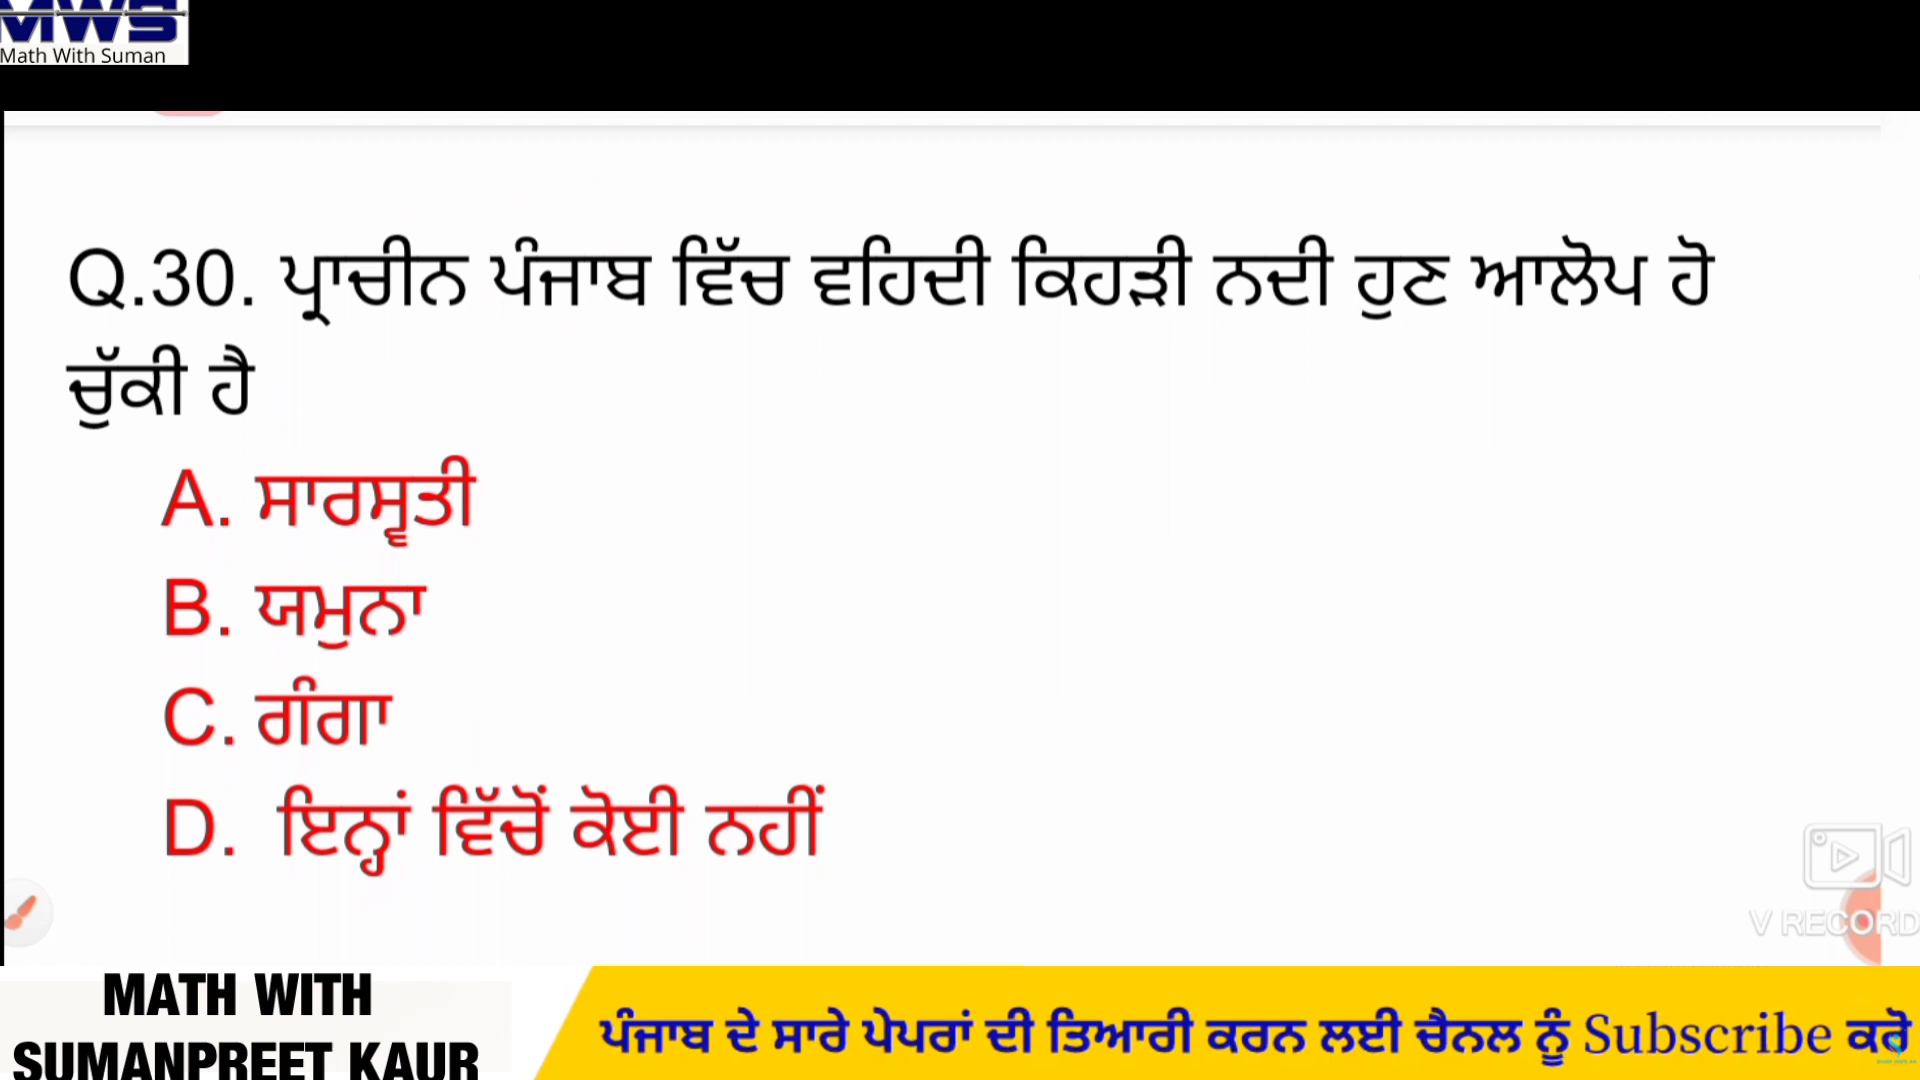 MWS
Math With Suman
Q.30. ਪ੍ਰਾਚੀਨ ਪੰਜਾਬ ਵਿੱਚ ਵਹਿਦੀ ਕਿਹੜੀ ਨਦੀ ਹੁਣ ਆਲੋਪ ਹੋ
ਚੁੱਕੀ ਹੈ
A. ਸਾਰਸ੍ਵਤੀ
B. ਯਮੁਨਾ
C. ਗੰਗਾ
D. ਇਨ੍ਹਾਂ ਵਿੱਚੋਂ ਕੋਈ ਨਹੀਂ
V RECORD
MATH WITH
SUMANPREET KAUR
ਪੰਜਾਬ ਦੇ ਸਾਰੇ ਪੇਪਰਾਂ ਦੀ ਤਿਆਰੀ ਕਰਨ ਲਈ ਚੈਨਲ ਨੂੰ Subscribe ਕਰੋ